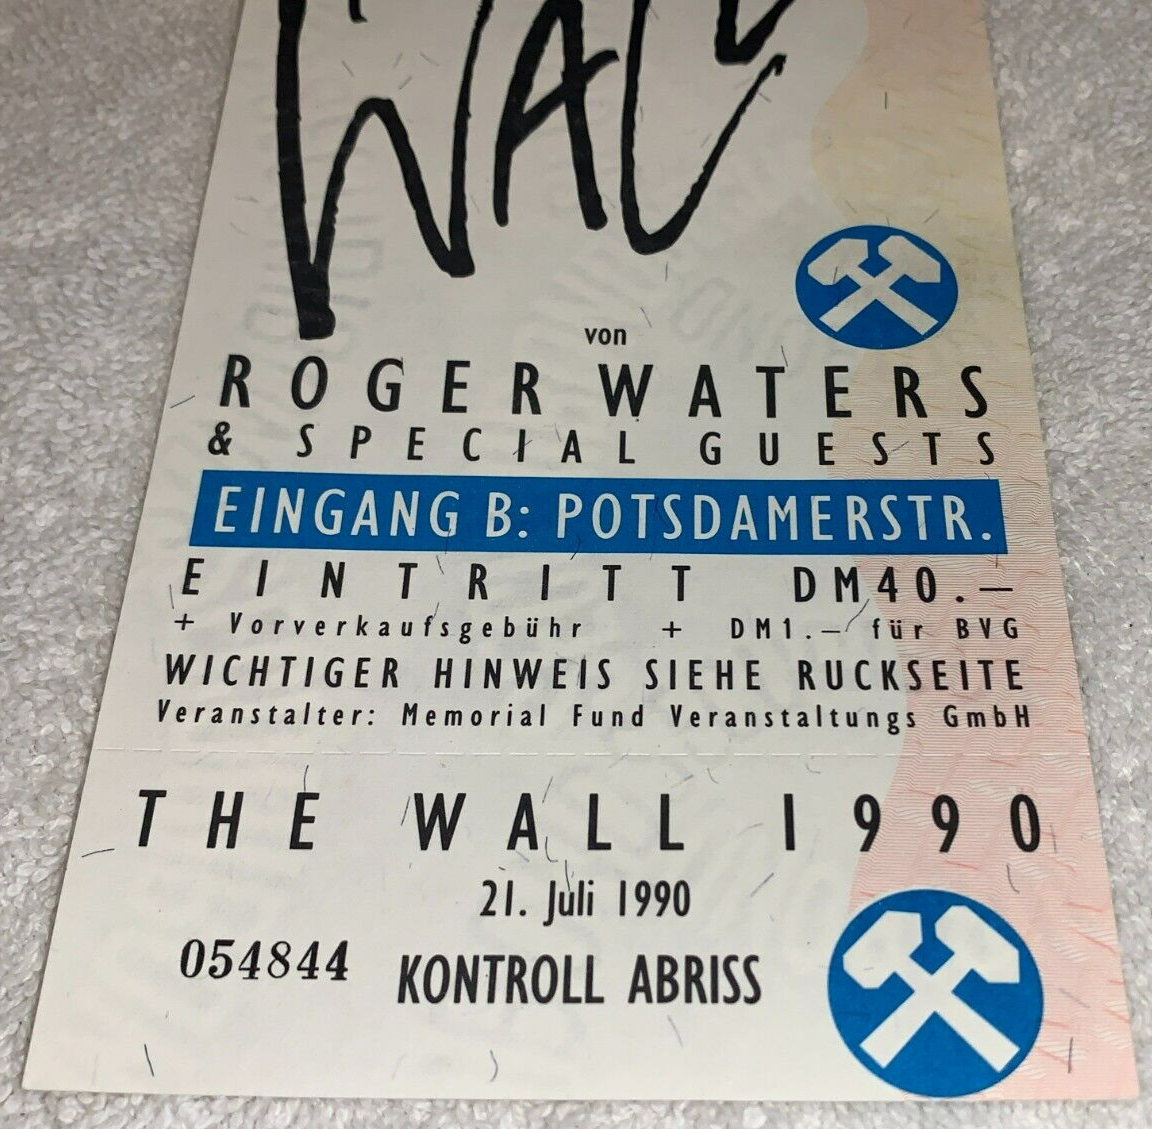 WALL
von
ROGER WATERS
& SPECIAL GUESTS
EINGANG B: POTSDAMERSTR.
EINTRITT DM40.—
+ Vorverkaufsgebühr + DM1.— für BVG
WICHTIGER HINWEIS SIEHE RUCKSEITE
Veranstalter: Memorial Fund Veranstaltungs GmbH
THE WALL 1990
21. Juli 1990
054844 KONTROLL ABRISS